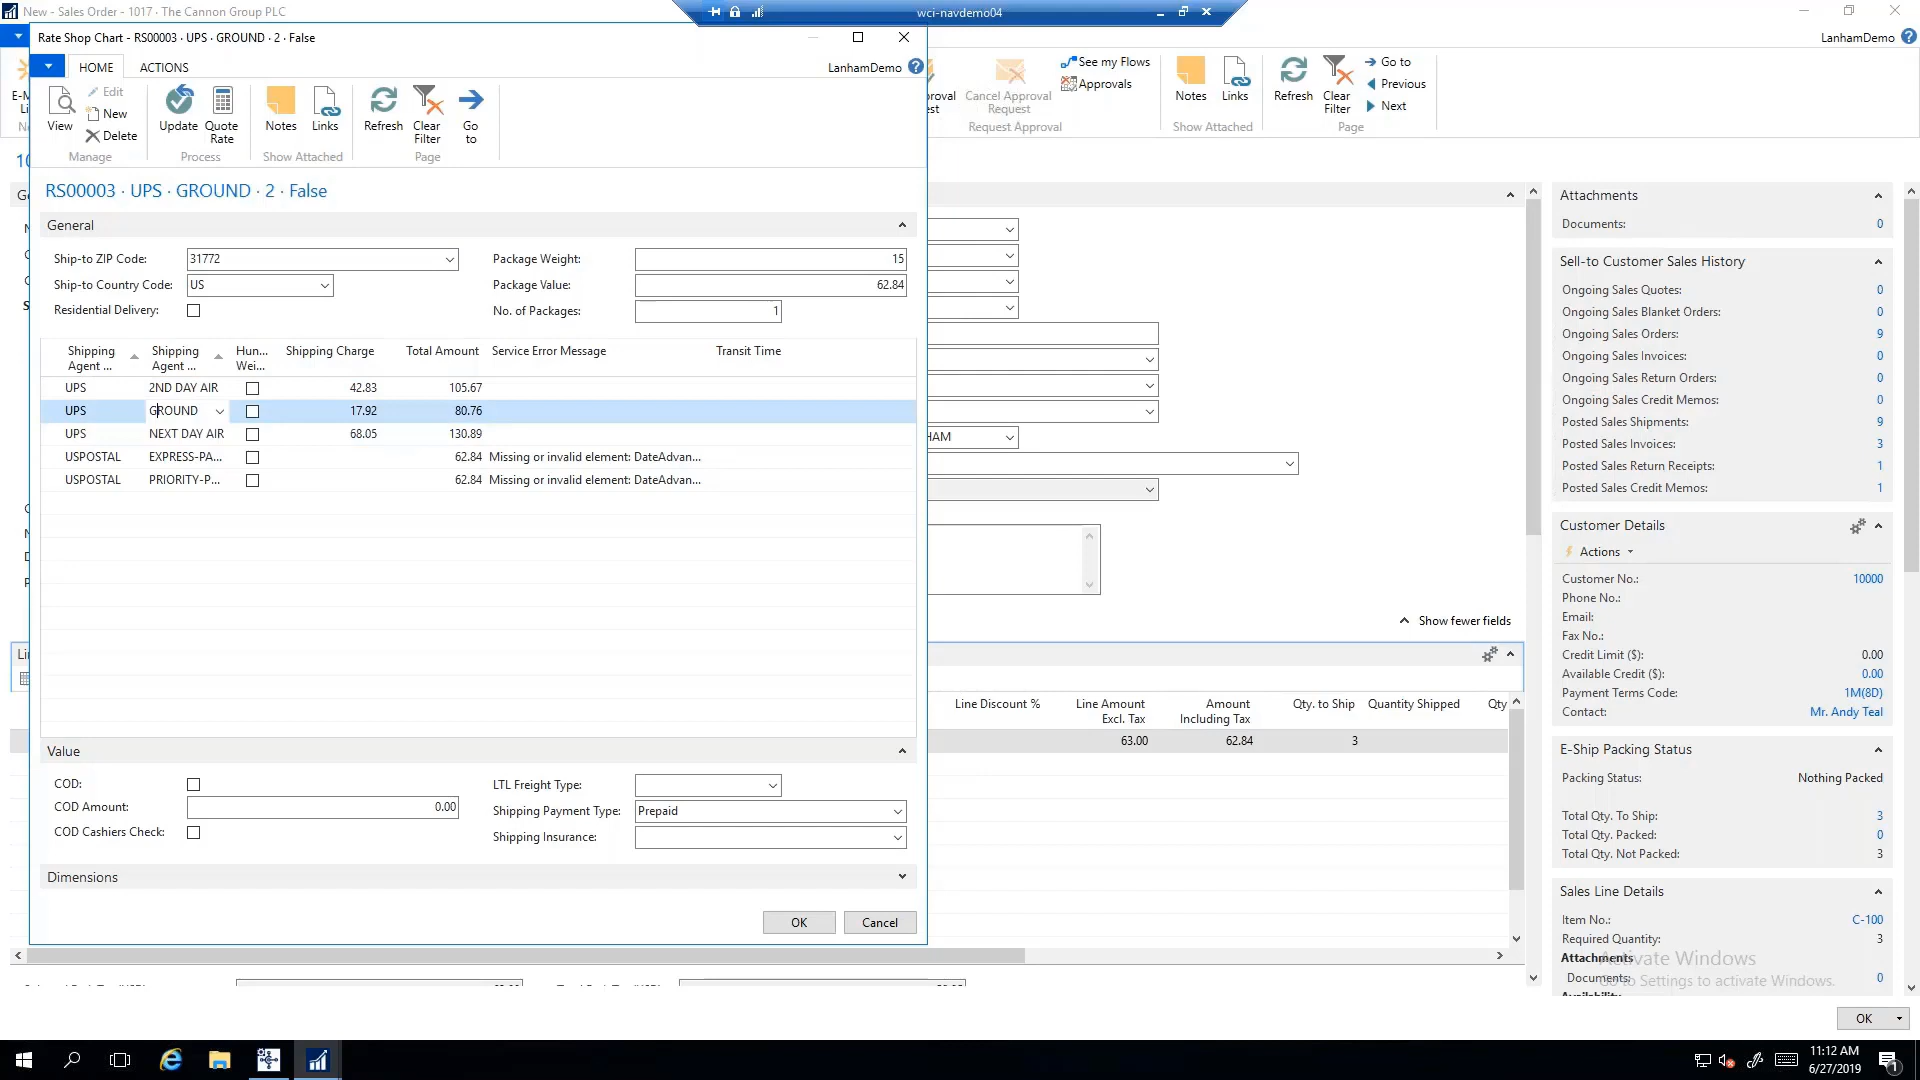 New - Sales Order - 1017 · The Cannon Group PLC
wci-navdemo04
Rate Shop Chart - RS00003 · UPS · GROUND · 2 · False
LanhamDemo
HOME
ACTIONS
LanhamDemo
View
Edit
New
Delete
Manage
Update
Quote Rate
Process
Notes
Links
Show Attached
Refresh
Clear Filter
Go to
Page
Cancel Approval Request
See my Flows
Approvals
Request Approval
Notes
Links
Show Attached
Refresh
Clear Filter
Go to
Previous
Next
Page
RS00003 · UPS · GROUND · 2 · False
General
Ship-to ZIP Code: 31772
Package Weight: 15
Ship-to Country Code: US
Package Value: 62.84
Residential Delivery:
No. of Packages: 1
Shipping Agent ... Shipping Agent ... Hun... Wei... Shipping Charge Total Amount Service Error Message Transit Time
UPS 2ND DAY AIR 42.83 105.67
UPS GROUND 17.92 80.76
UPS NEXT DAY AIR 68.05 130.89
USPOSTAL EXPRESS-PA... 62.84 Missing or invalid element: DateAdvan...
USPOSTAL PRIORITY-P... 62.84 Missing or invalid element: DateAdvan...
Value
COD:
LTL Freight Type:
COD Amount: 0.00
Shipping Payment Type: Prepaid
COD Cashiers Check:
Shipping Insurance:
Dimensions
OK
Cancel
HAM
Show fewer fields
Line Discount % Line Amount Excl. Tax Amount Including Tax Qty. to Ship Quantity Shipped Qty
63.00 62.84 3
Attachments
Documents: 0
Sell-to Customer Sales History
Ongoing Sales Quotes: 0
Ongoing Sales Blanket Orders: 0
Ongoing Sales Orders: 9
Ongoing Sales Invoices: 0
Ongoing Sales Return Orders: 0
Ongoing Sales Credit Memos: 0
Posted Sales Shipments: 9
Posted Sales Invoices: 3
Posted Sales Return Receipts: 1
Posted Sales Credit Memos: 1
Customer Details
Actions
Customer No.: 10000
Phone No.:
Email:
Fax No.:
Credit Limit ($): 0.00
Available Credit ($): 0.00
Payment Terms Code: 1M(8D)
Contact: Mr. Andy Teal
E-Ship Packing Status
Packing Status: Nothing Packed
Total Qty. To Ship: 3
Total Qty. Packed: 0
Total Qty. Not Packed: 3
Sales Line Details
Item No.: C-100
Required Quantity: 3
Attachments
Documents: 0
Activate Windows
Go to Settings to activate Windows.
OK
11:12 AM
6/27/2019
1